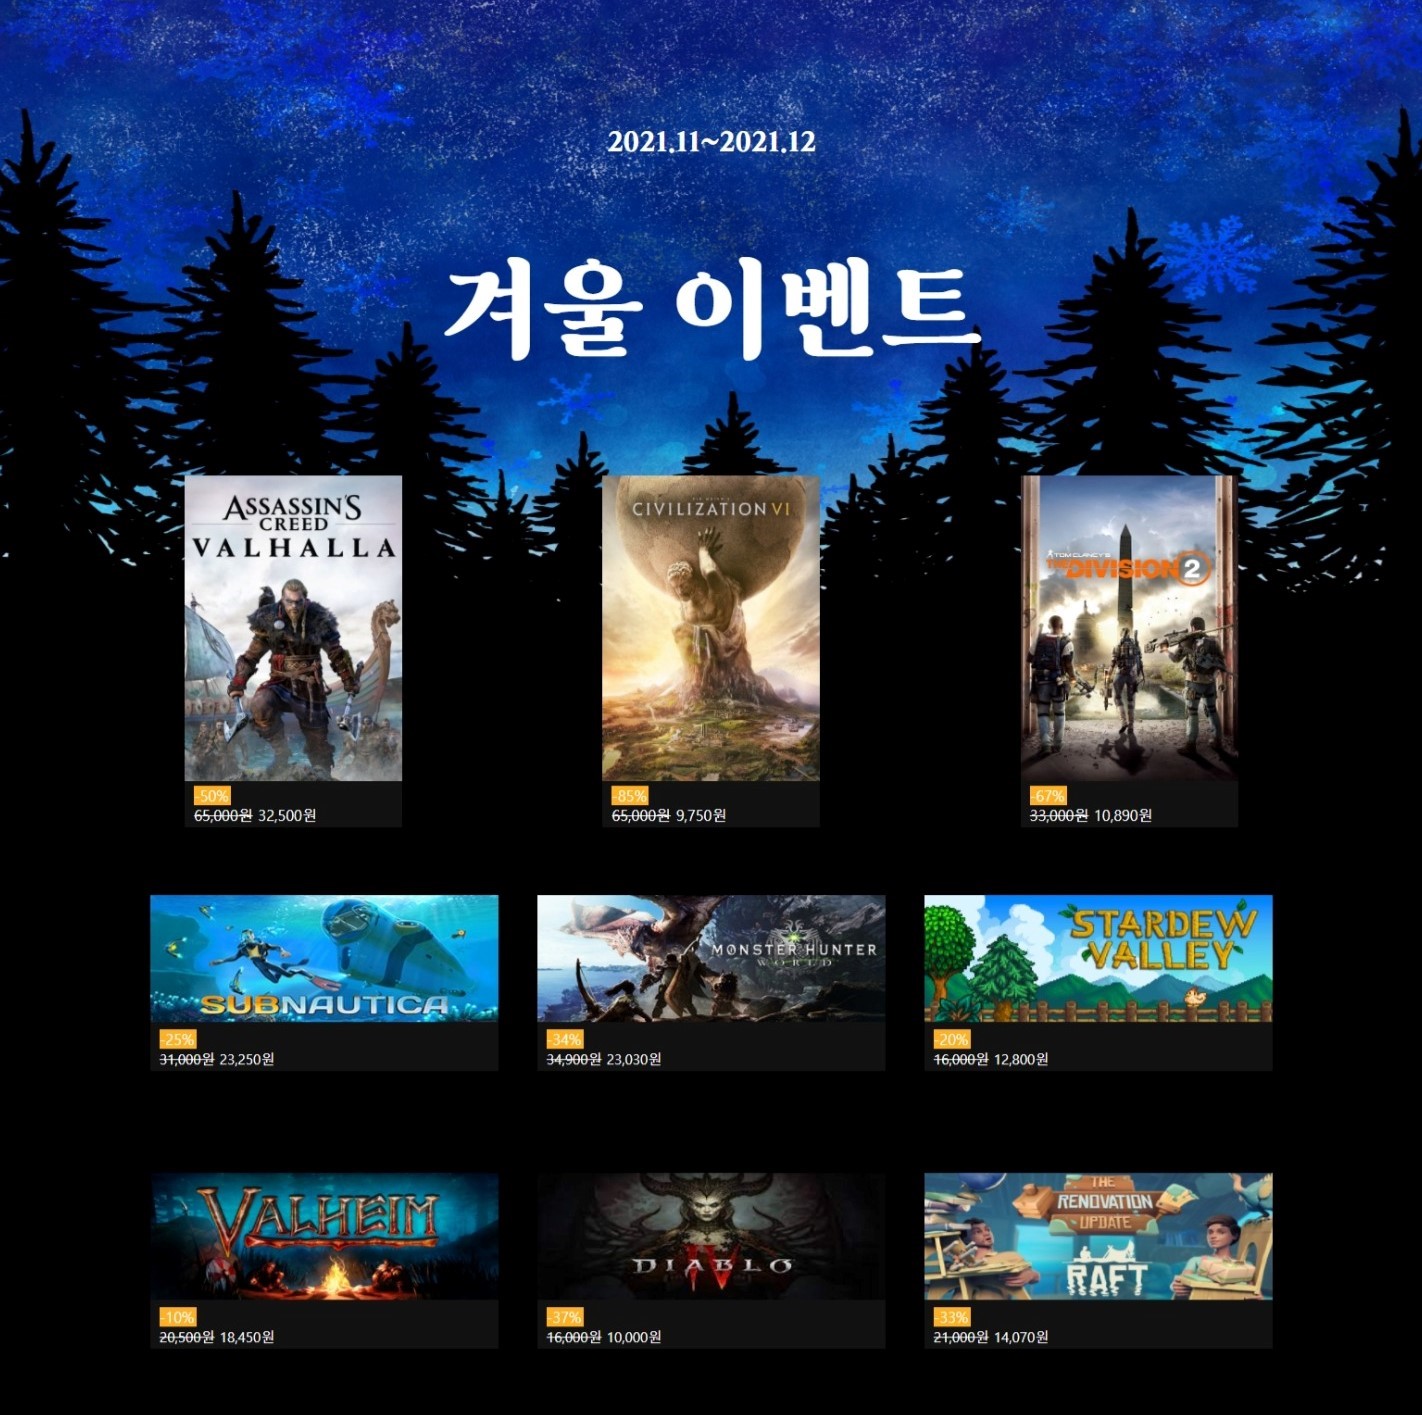 2021.11~2021.12
겨울 이벤트
ASSASSIN'S
CREED
VALHALLA
-50%
65,000원 32,500원
CIVILIZATION VI
-85%
65,000원 9,750원
TOM CLANCY'S
THE DIVISION 2
-67%
33,000원 10,890원
SUBNAUTICA
-25%
31,000원 23,250원
MONSTER HUNTER
WORLD
-34%
34,900원 23,030원
STARDEW
VALLEY
-20%
16,000원 12,800원
VALHEIM
-10%
20,500원 18,450원
DIABLO
IV
-37%
16,000원 10,000원
THE
RENOVATION
UPDATE
RAFT
-33%
21,000원 14,070원